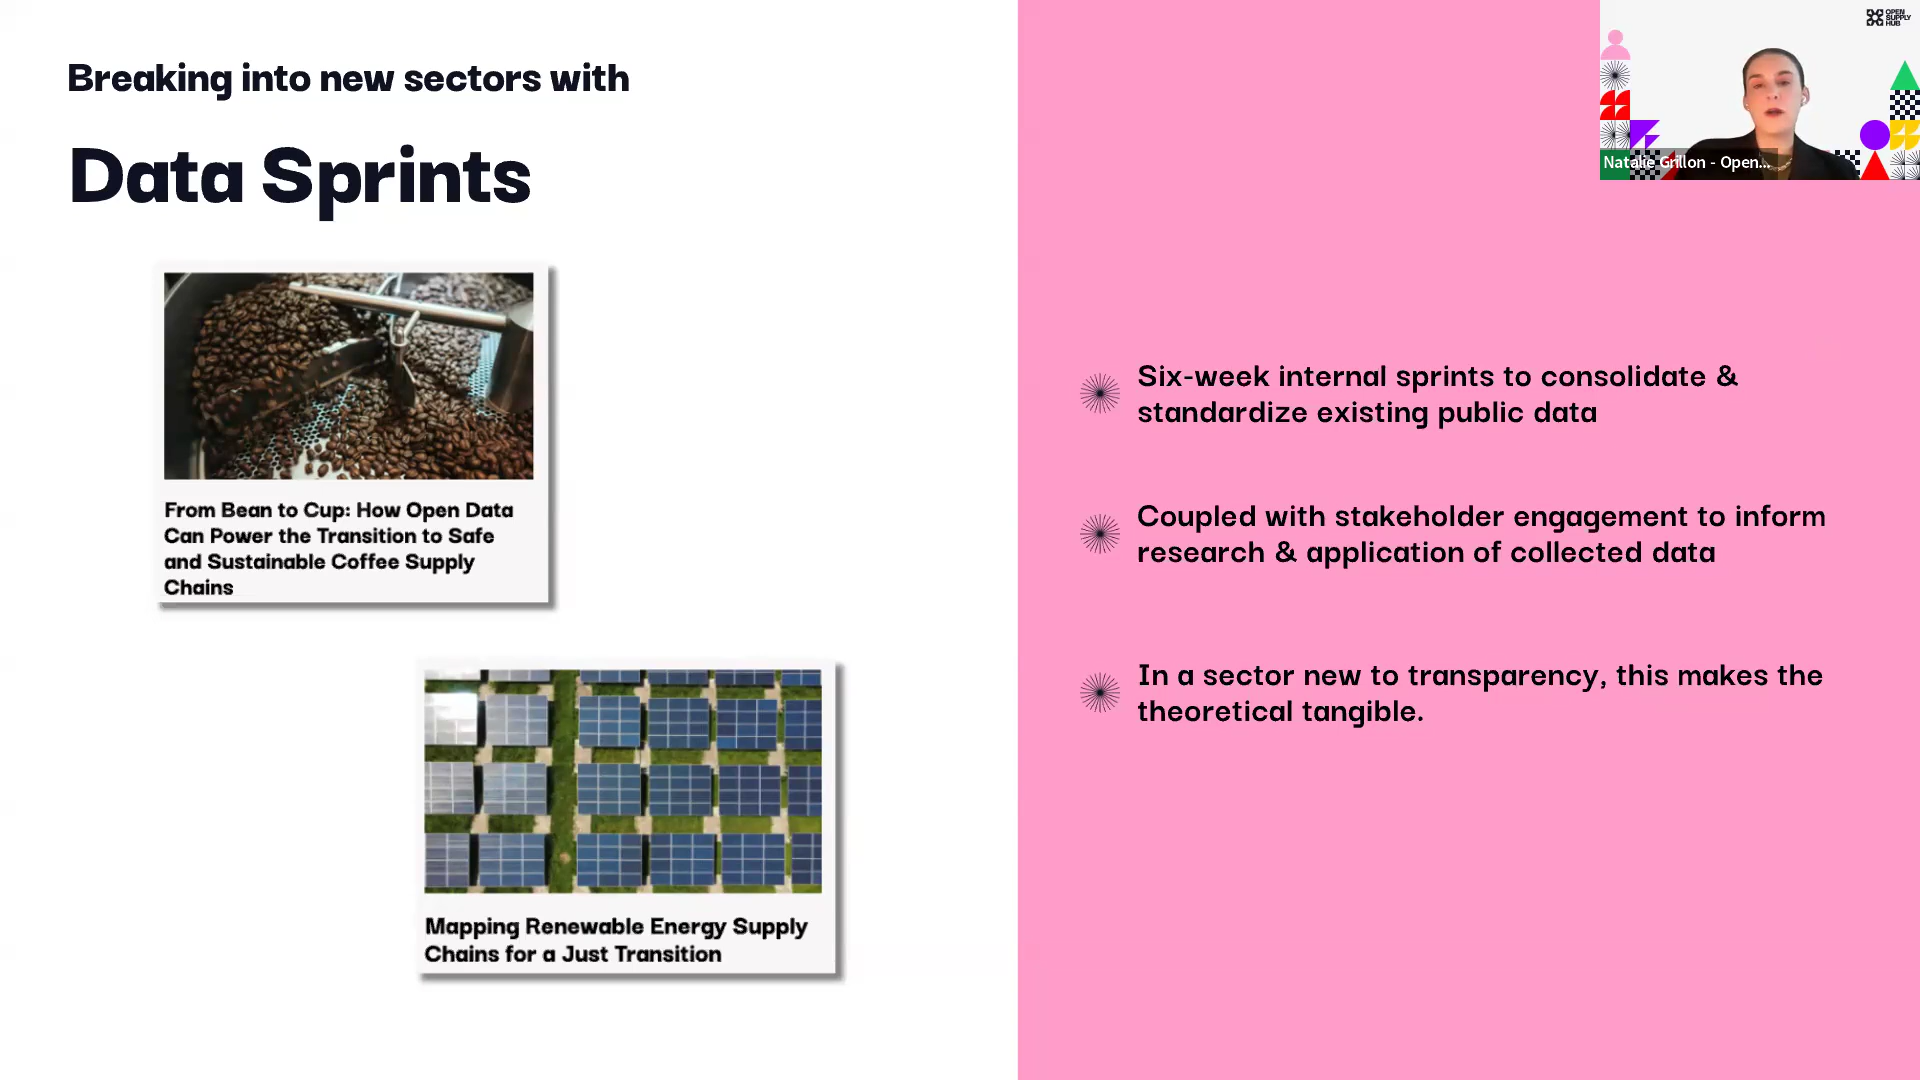 Breaking into new sectors with
Data Sprints
From Bean to Cup: How Open Data
Can Power the Transition to Safe
and Sustainable Coffee Supply
Chains
Mapping Renewable Energy Supply
Chains for a Just Transition
Six-week internal sprints to consolidate &
standardize existing public data
Coupled with stakeholder engagement to inform
research & application of collected data
In a sector new to transparency, this makes the
theoretical tangible.
OPEN
SUPPLY
HUB
Natalie Grillon - Open...